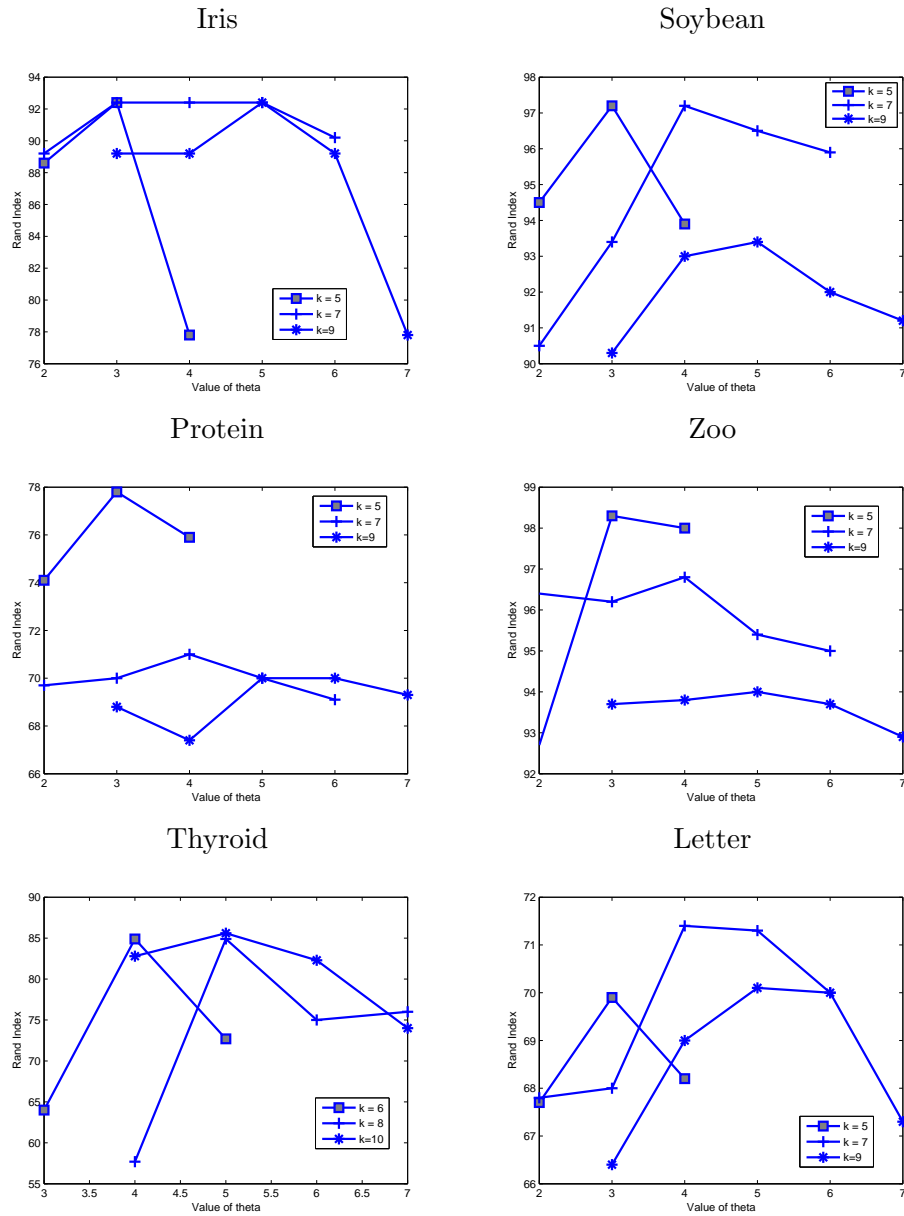 Iris
94
92
90
88
86
84
82
80
78
76
2 3 4 5 6 7
Rand Index
Value of theta
k = 5
k = 7
k=9
Soybean
98
97
96
95
94
93
92
91
90
2 3 4 5 6 7
Rand Index
Value of theta
k = 5
k = 7
k=9
Protein
78
76
74
72
70
68
66
2 3 4 5 6 7
Rand Index
Value of theta
k = 5
k = 7
k=9
Zoo
99
98
97
96
95
94
93
92
2 3 4 5 6 7
Rand Index
Value of theta
k = 5
k = 7
k=9
Thyroid
90
85
80
75
70
65
60
55
3 3.5 4 4.5 5 5.5 6 6.5 7
Rand Index
Value of theta
k = 6
k = 8
k=10
Letter
72
71
70
69
68
67
66
2 3 4 5 6 7
Rand Index
Value of theta
k = 5
k = 7
k=9